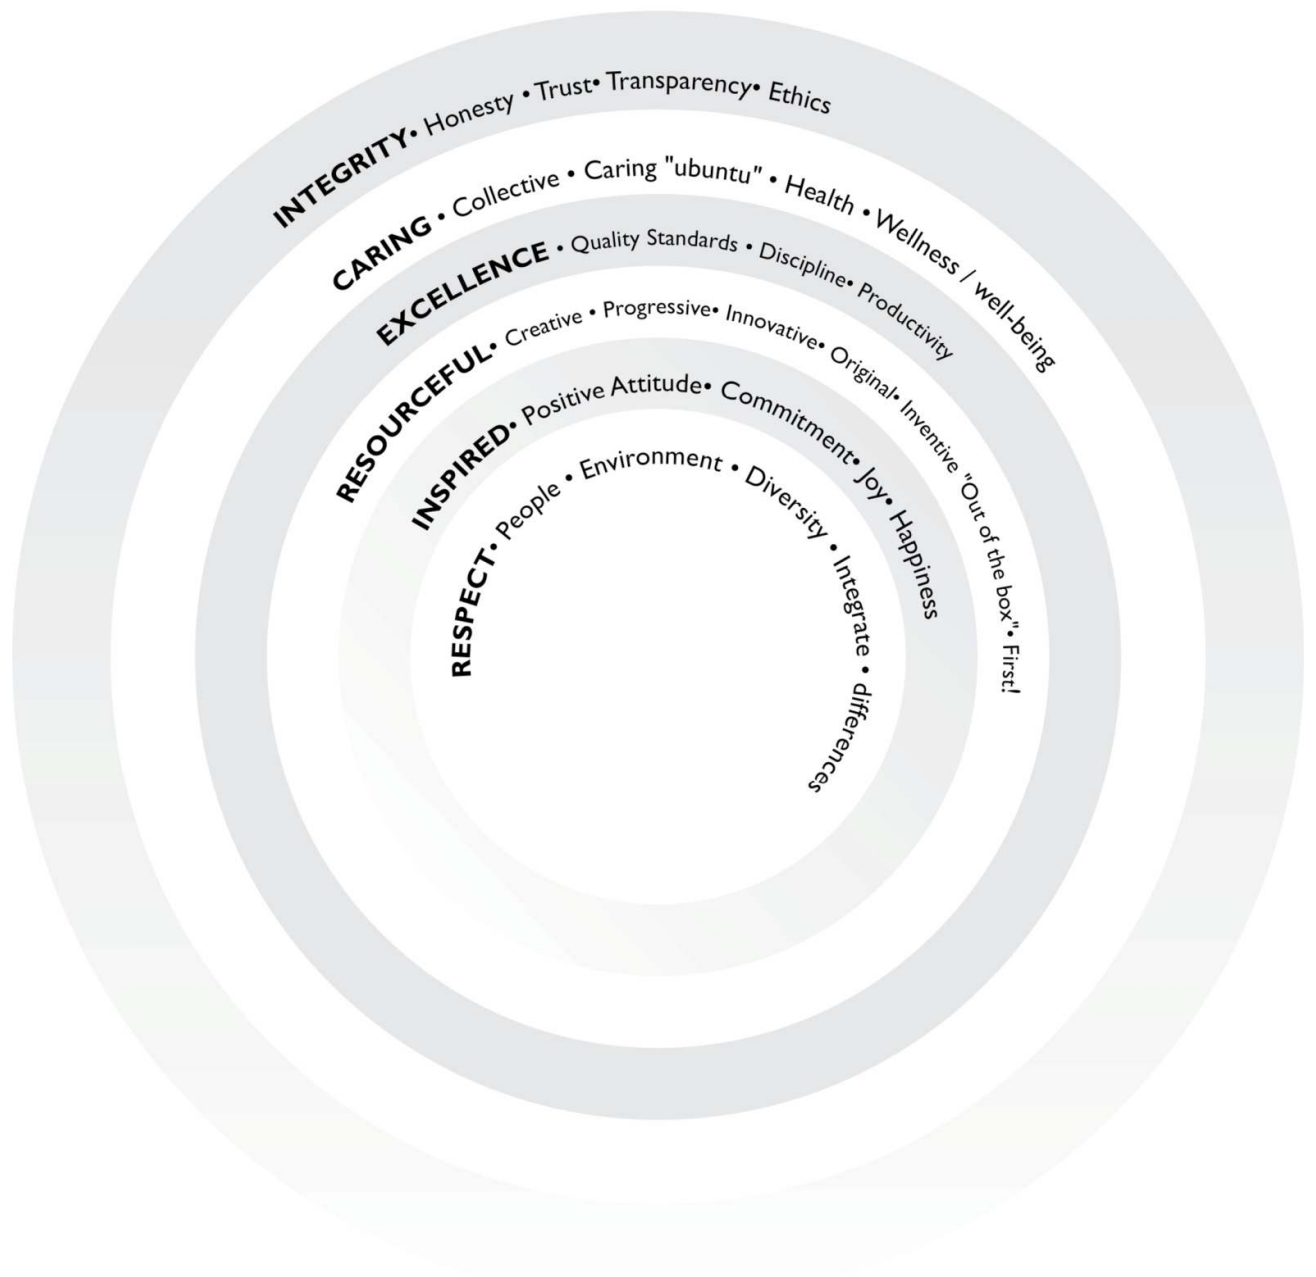 INTEGRITY• Honesty • Trust• Transparency• Ethics
CARING • Collective • Caring "ubuntu" • Health • Wellness / well-being
EXCELLENCE • Quality Standards • Discipline• Productivity
RESOURCEFUL• Creative • Progressive• Innovative• Original• Inventive "Out of the box"• First!
INSPIRED• Positive Attitude• Commitment• Joy• Happiness
RESPECT• People • Environment • Diversity • Integrate • differences